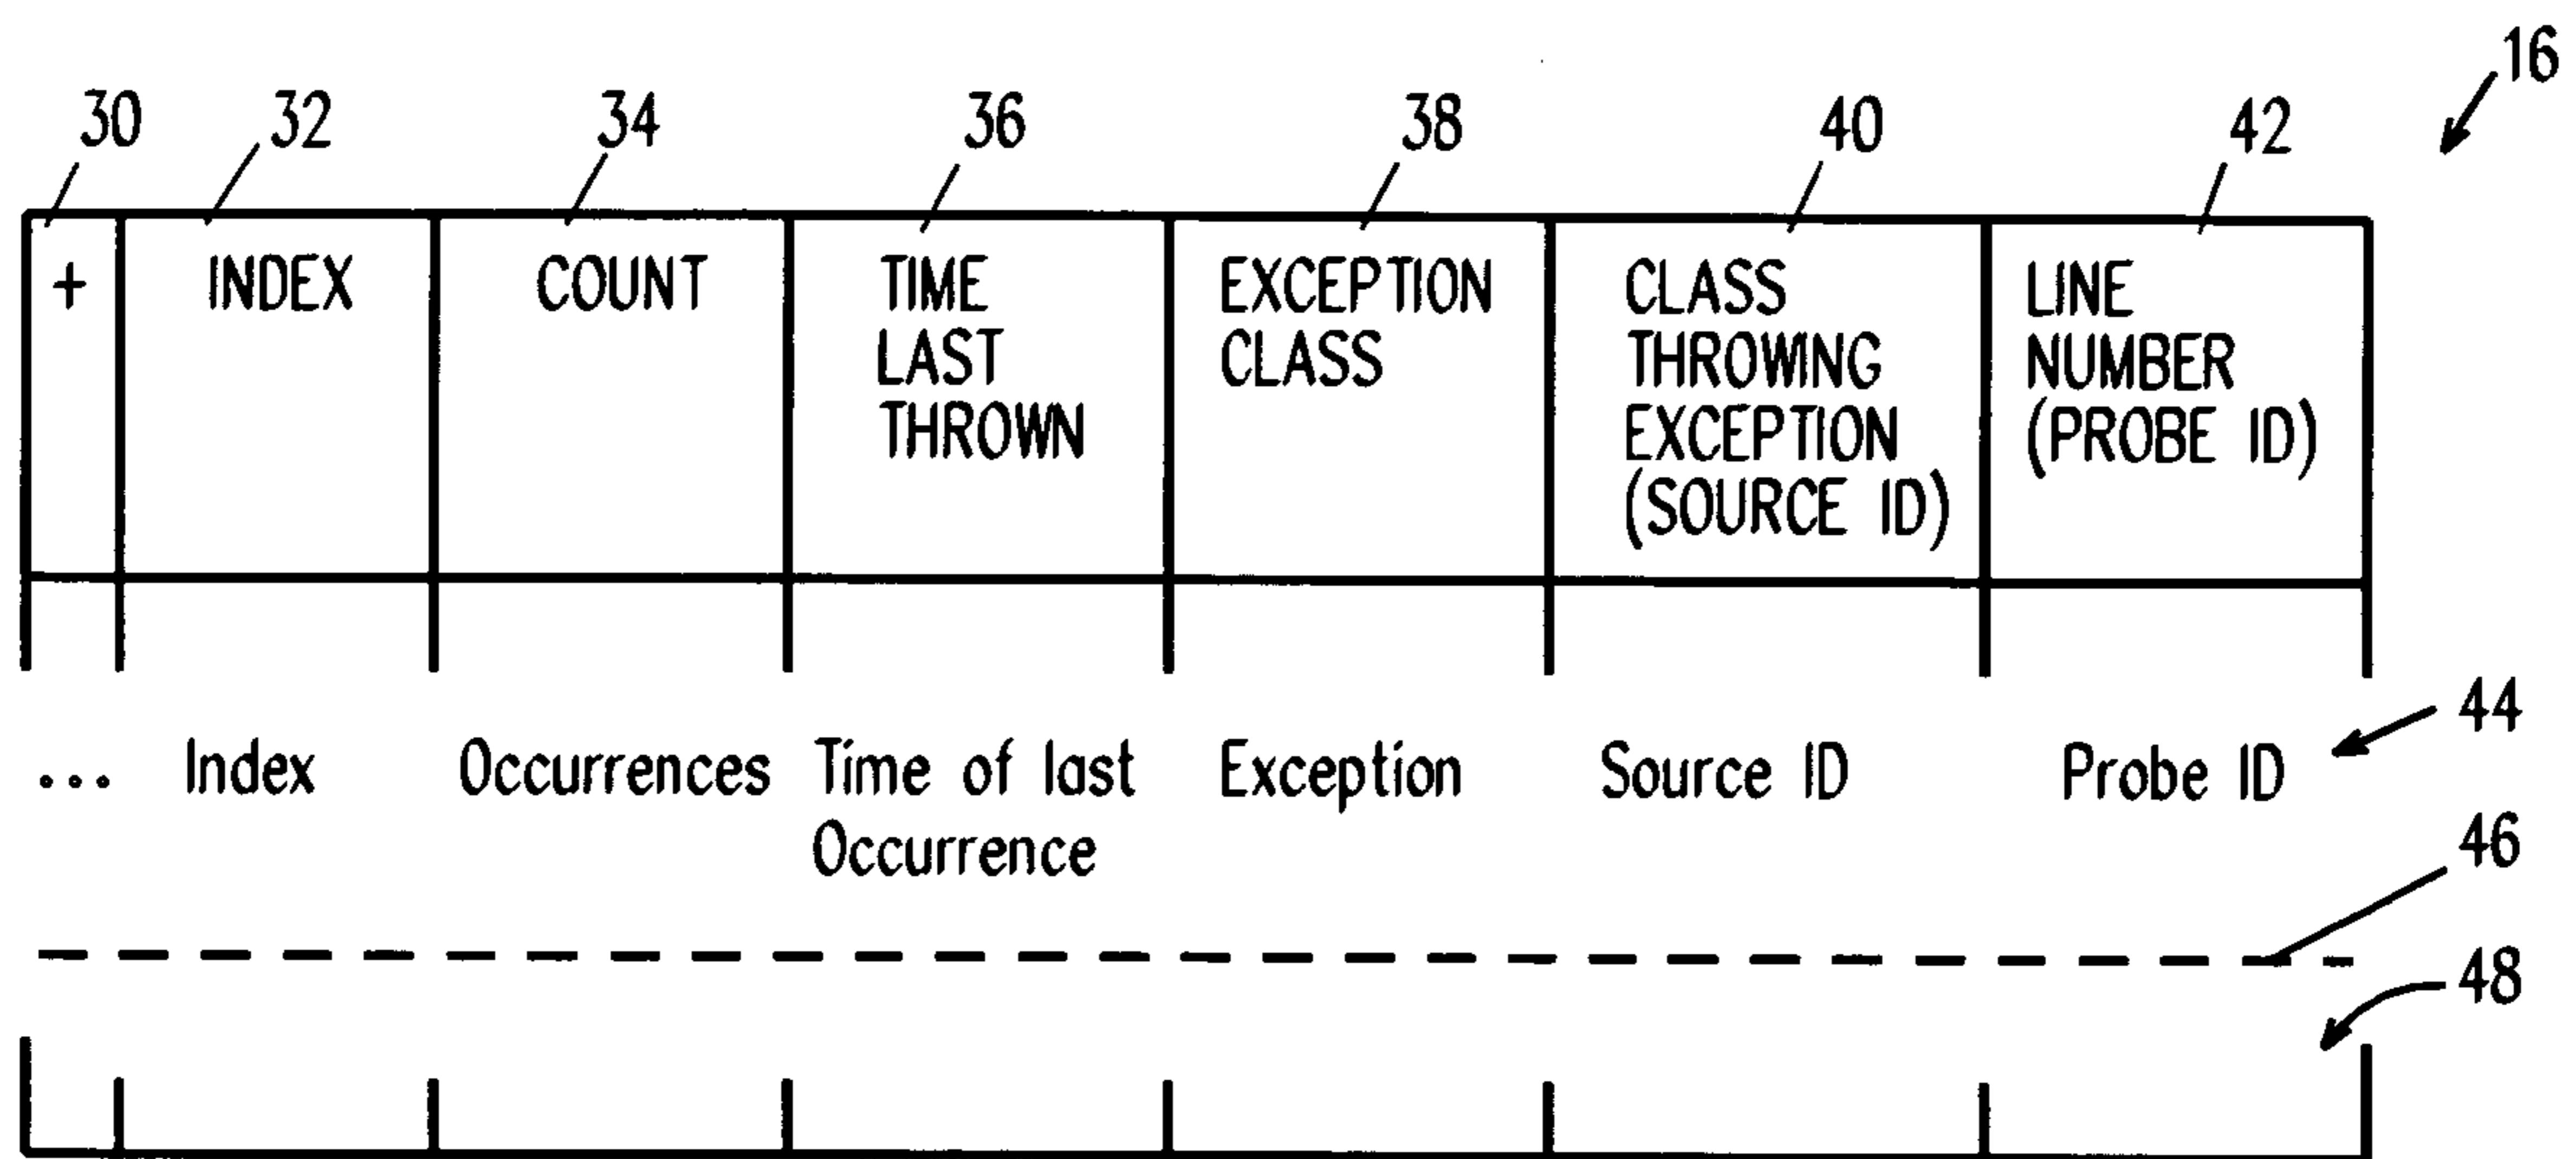 16
30 32 34 36 38 40 42
+ INDEX COUNT TIME EXCEPTION CLASS LINE
LAST CLASS THROWING NUMBER
THROWN EXCEPTION (PROBE ID)
(SOURCE ID)
44
... Index Occurrences Time of last Exception Source ID Probe ID
Occurrence
46
48